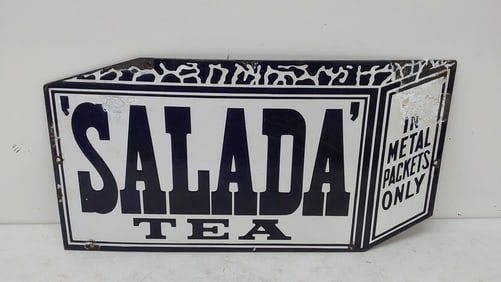 'SALADA'
TEA
IN
METAL
PACKETS
ONLY